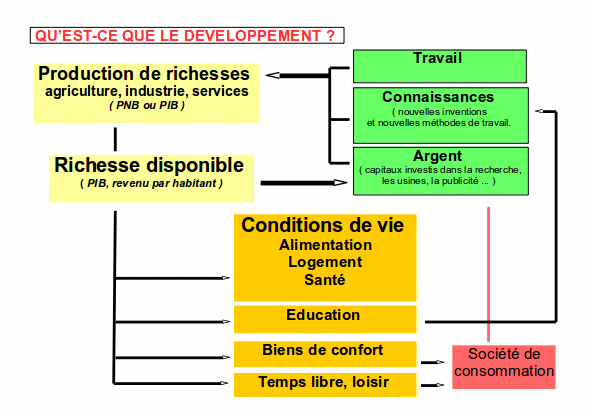 QU'EST-CE QUE LE DEVELOPPEMENT ?
Production de richesses
agriculture, industrie, services
( PNB ou PIB )
Travail
Connaissances
( nouvelles inventions
et nouvelles méthodes de travail.
Argent
( capitaux investis dans la recherche,
les usines, la publicité ... )
Richesse disponible
( PIB, revenu par habitant )
Conditions de vie
Alimentation
Logement
Santé
Education
Biens de confort
Temps libre, loisir
Société de
consommation